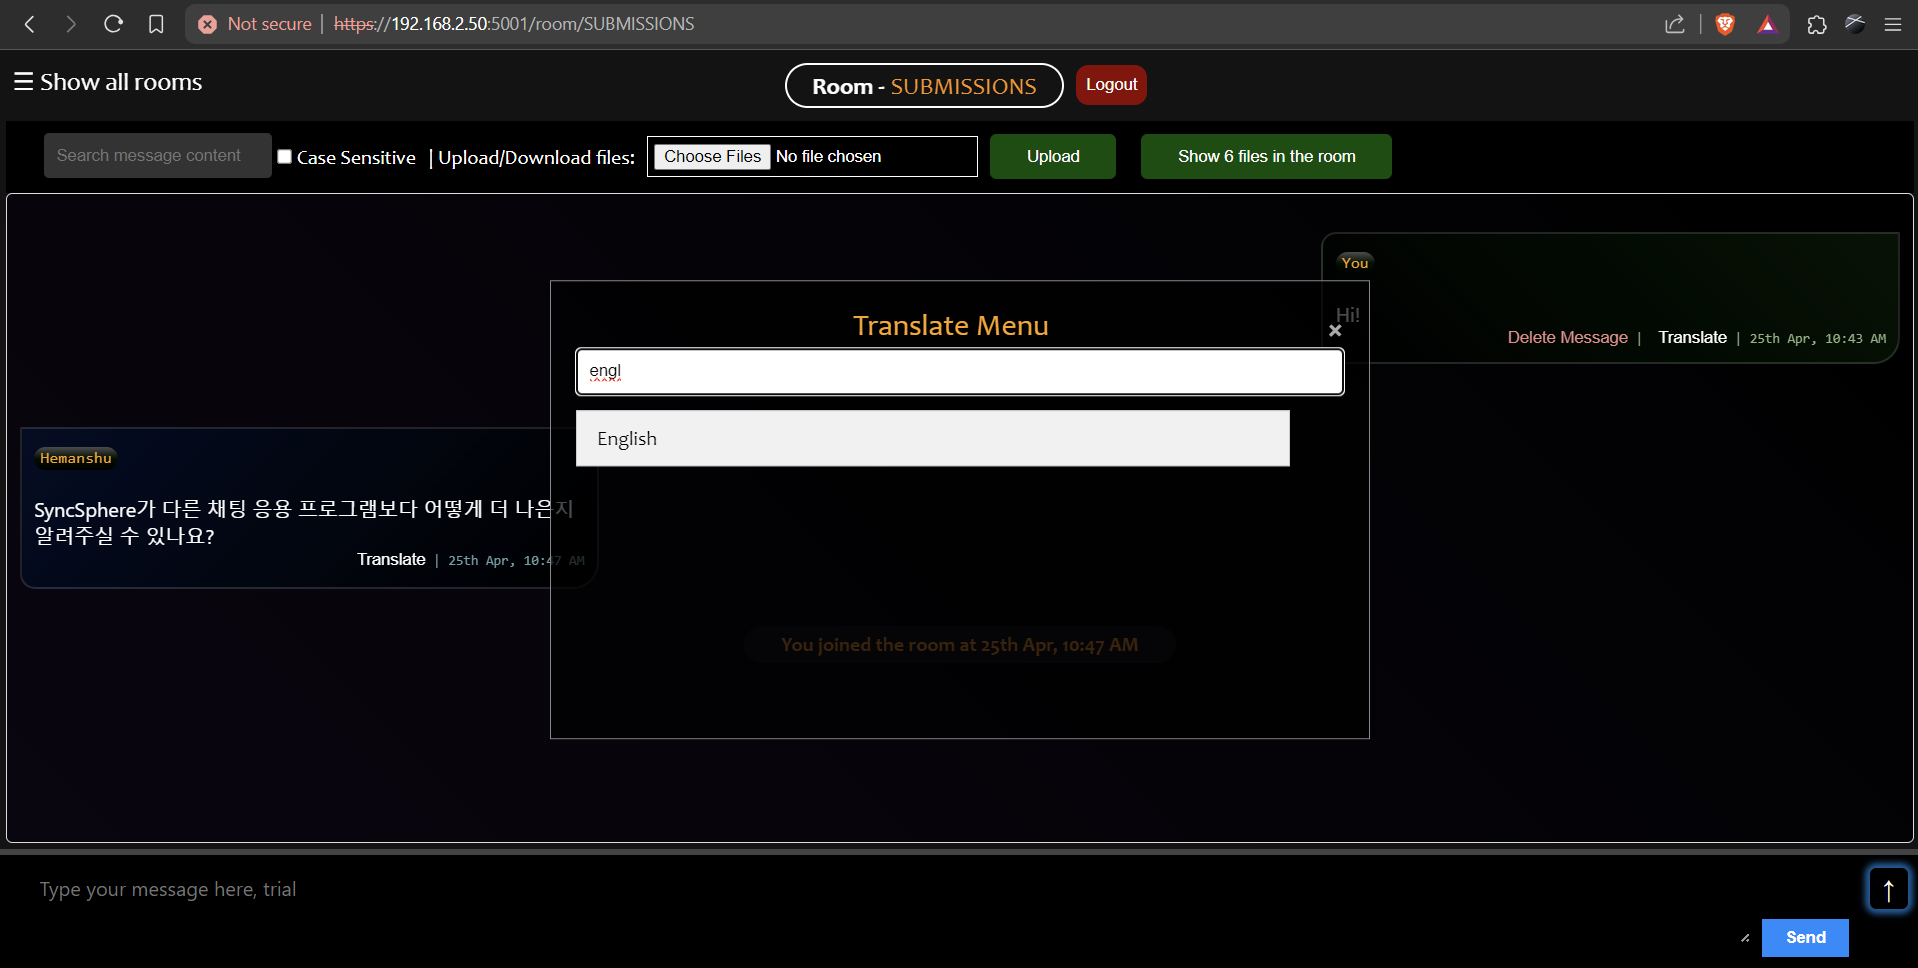 Not secure | https://192.168.2.50:5001/room/SUBMISSIONS
☰ Show all rooms
Room - SUBMISSIONS
Logout
Search message content
Case Sensitive | Upload/Download files:
Choose Files No file chosen
Upload
Show 6 files in the room
You
Hi!
Delete Message | Translate | 25th Apr, 10:43 AM
Translate Menu
×
engl
English
Hemanshu
SyncSphere가 다른 채팅 응용 프로그램보다 어떻게 더 나은지
알려주실 수 있나요?
Translate | 25th Apr, 10:47 AM
You joined the room at 25th Apr, 10:47 AM
Type your message here, trial
↑
Send